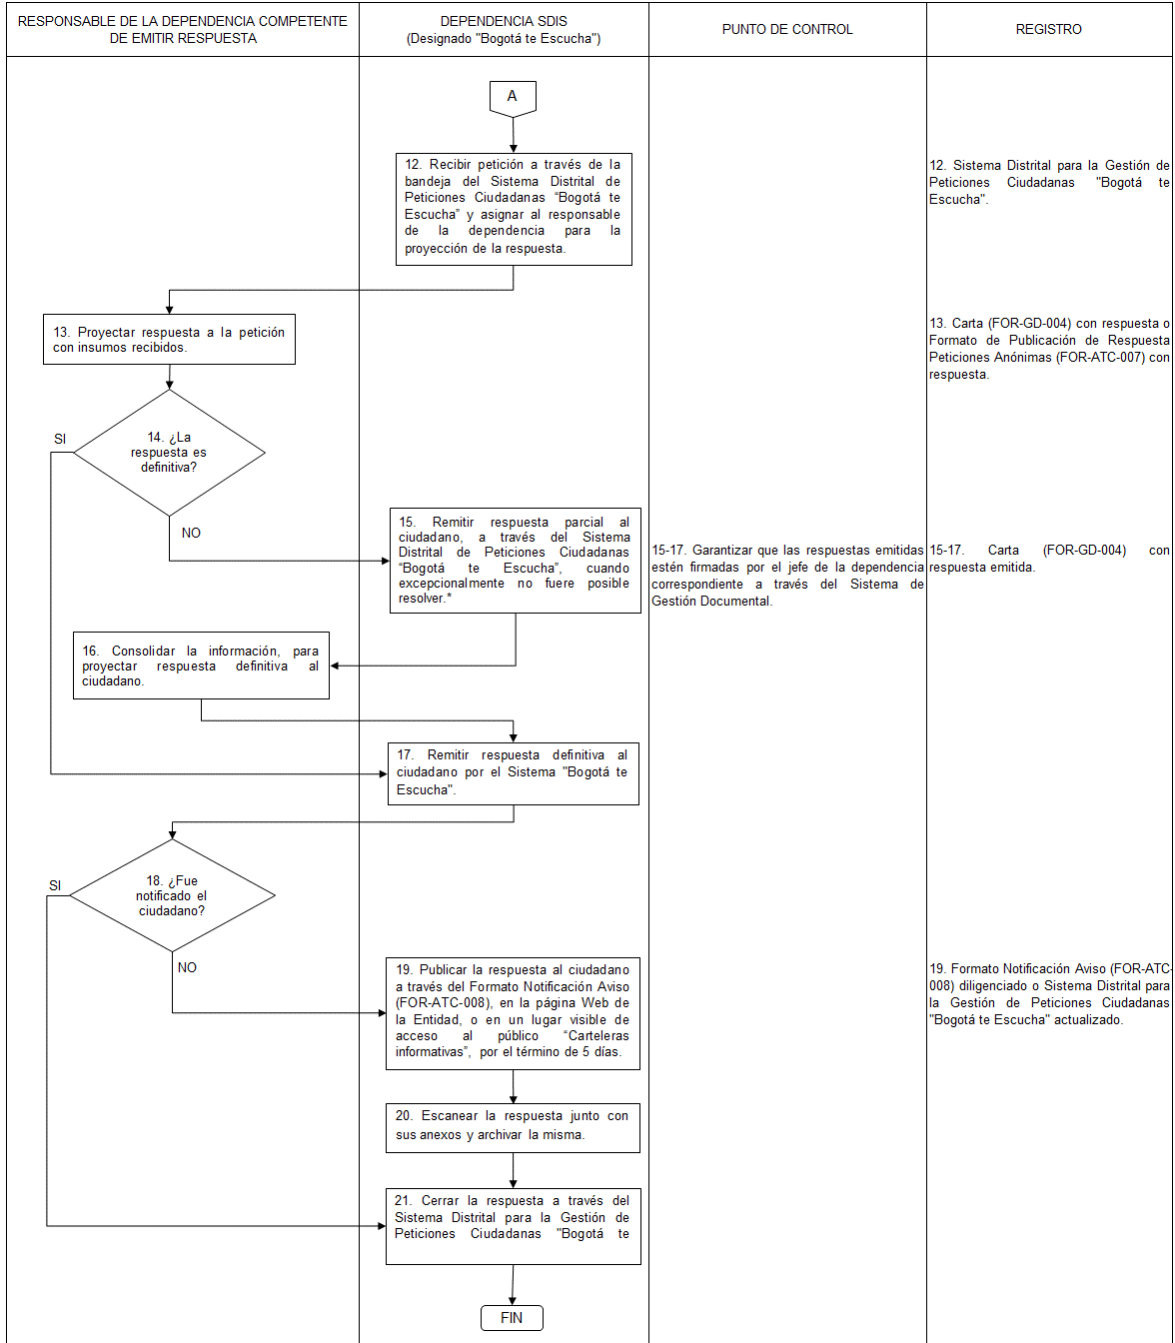 RESPONSABLE DE LA DEPENDENCIA COMPETENTE
DE EMITIR RESPUESTA
DEPENDENCIA SDIS
(Designado "Bogotá te Escucha")
PUNTO DE CONTROL
REGISTRO
A
12. Recibir petición a través de la
bandeja del Sistema Distrital de
Peticiones Ciudadanas “Bogotá te
Escucha” y asignar al responsable
de la dependencia para la
proyección de la respuesta.
12. Sistema Distrital para la Gestión de
Peticiones Ciudadanas "Bogotá te
Escucha".
13. Proyectar respuesta a la petición
con insumos recibidos.
13. Carta (FOR-GD-004) con respuesta o
Formato de Publicación de Respuesta
Peticiones Anónimas (FOR-ATC-007) con
respuesta.
14. ¿La
respuesta es
definitiva?
SI
NO
15. Remitir respuesta parcial al
ciudadano, a través del Sistema
Distrital de Peticiones Ciudadanas
“Bogotá te Escucha”, cuando
excepcionalmente no fuere posible
resolver.*
15-17. Garantizar que las respuestas emitidas
estén firmadas por el jefe de la dependencia
correspondiente a través del Sistema de
Gestión Documental.
15-17. Carta (FOR-GD-004) con
respuesta emitida.
16. Consolidar la información, para
proyectar respuesta definitiva al
ciudadano.
17. Remitir respuesta definitiva al
ciudadano por el Sistema "Bogotá te
Escucha".
18. ¿Fue
notificado el
ciudadano?
SI
NO
19. Publicar la respuesta al ciudadano
a través del Formato Notificación Aviso
(FOR-ATC-008), en la página Web de
la Entidad, o en un lugar visible de
acceso al público “Carteleras
informativas”, por el término de 5 días.
19. Formato Notificación Aviso (FOR-ATC-
008) diligenciado o Sistema Distrital para
la Gestión de Peticiones Ciudadanas
"Bogotá te Escucha" actualizado.
20. Escanear la respuesta junto con
sus anexos y archivar la misma.
21. Cerrar la respuesta a través del
Sistema Distrital para la Gestión de
Peticiones Ciudadanas "Bogotá te
FIN